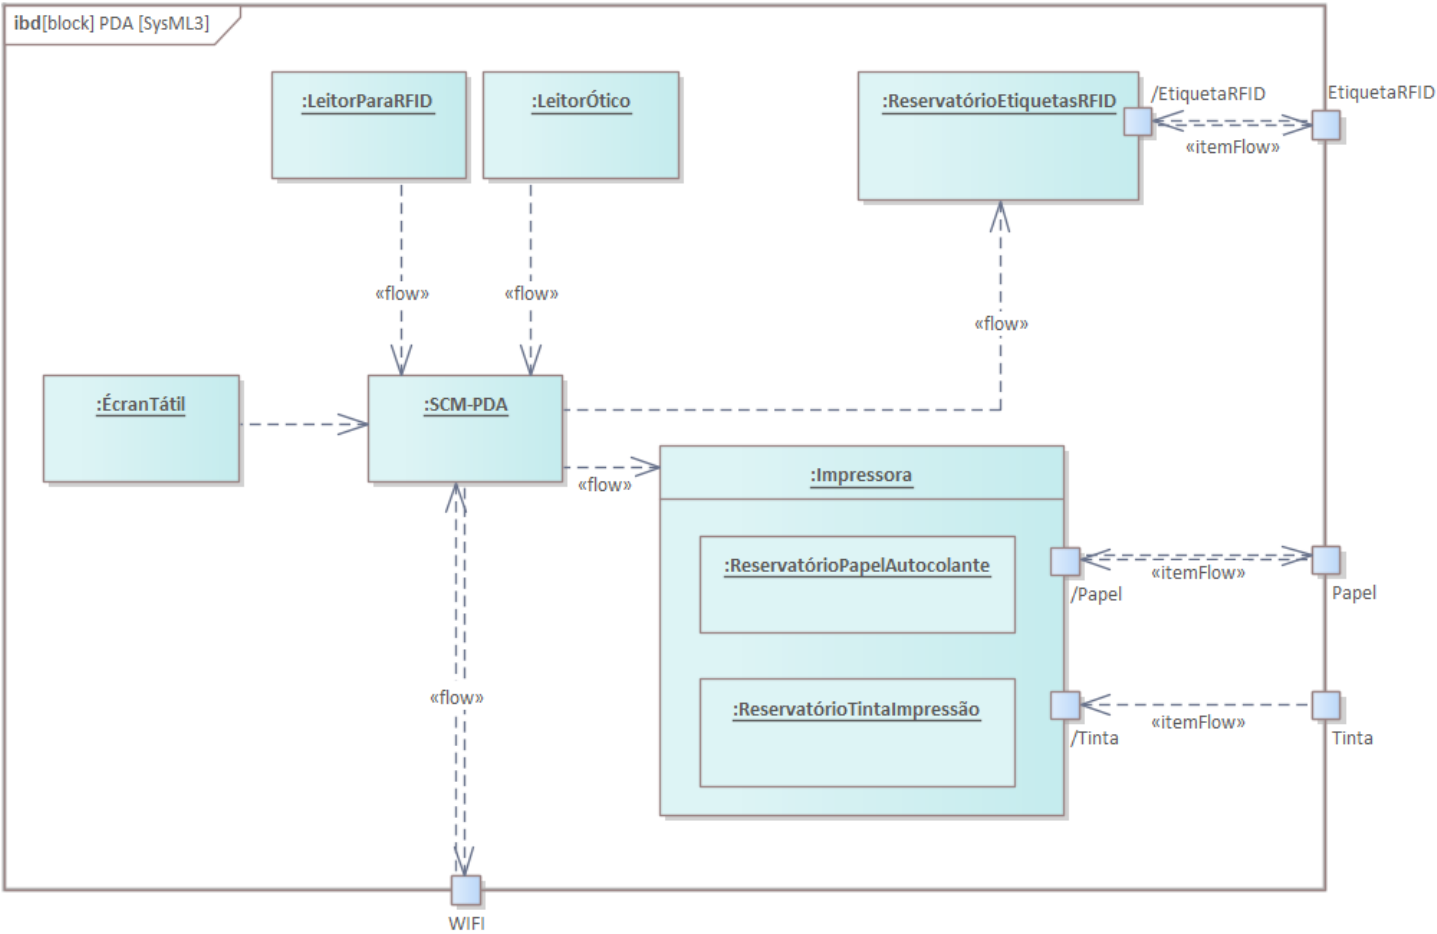 ibd[block] PDA [SysML3]
:LeitorParaRFID
:LeitorÓtico
:ReservatórioEtiquetasRFID
/EtiquetaRFID
EtiquetaRFID
«itemFlow»
«flow»
«flow»
«flow»
:ÉcranTátil
:SCM-PDA
«flow»
:Impressora
:ReservatórioPapelAutocolante
«itemFlow»
/Papel
Papel
«flow»
:ReservatórioTintaImpressão
«itemFlow»
/Tinta
Tinta
WIFI